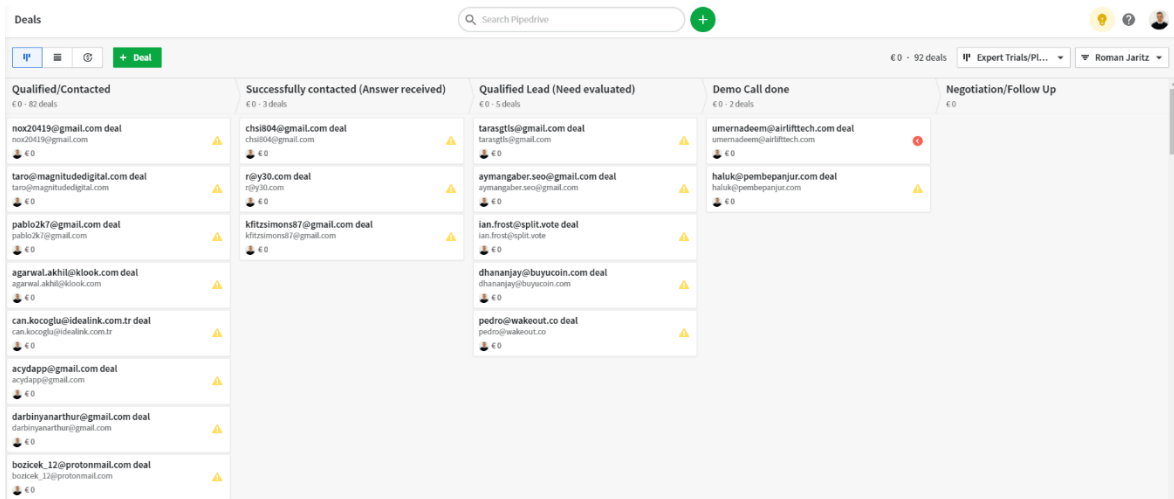 Deals
Search Pipedrive
+ Deal
€ 0 · 92 deals
Expert Trials/Pl...
Roman Jaritz
Qualified/Contacted
€ 0 · 82 deals
nox20419@gmail.com deal
nox20419@gmail.com
€ 0
taro@magnitudedigital.com deal
taro@magnitudedigital.com
€ 0
pablo2k7@gmail.com deal
pablo2k7@gmail.com
€ 0
agarwal.akhil@klook.com deal
agarwal.akhil@klook.com
€ 0
can.kocoglu@idealink.com.tr deal
can.kocoglu@idealink.com.tr
€ 0
acydapp@gmail.com deal
acydapp@gmail.com
€ 0
darbinyanarthur@gmail.com deal
darbinyanarthur@gmail.com
€ 0
bozicek_12@protonmail.com deal
bozicek_12@protonmail.com
€ 0
Successfully contacted (Answer received)
€ 0 · 3 deals
chsi804@gmail.com deal
chsi804@gmail.com
€ 0
r@y30.com deal
r@y30.com
€ 0
kfitzsimons87@gmail.com deal
kfitzsimons87@gmail.com
€ 0
Qualified Lead (Need evaluated)
€ 0 · 5 deals
tarasgtls@gmail.com deal
tarasgtls@gmail.com
€ 0
aymangaber.seo@gmail.com deal
aymangaber.seo@gmail.com
€ 0
ian.frost@split.vote deal
ian.frost@split.vote
€ 0
dhananjay@buyucoin.com deal
dhananjay@buyucoin.com
€ 0
pedro@wakeout.co deal
pedro@wakeout.co
€ 0
Demo Call done
€ 0 · 2 deals
umernadeem@airlifttech.com deal
umernadeem@airlifttech.com
€ 0
haluk@pembepanjur.com deal
haluk@pembepanjur.com
€ 0
Negotiation/Follow Up
€ 0